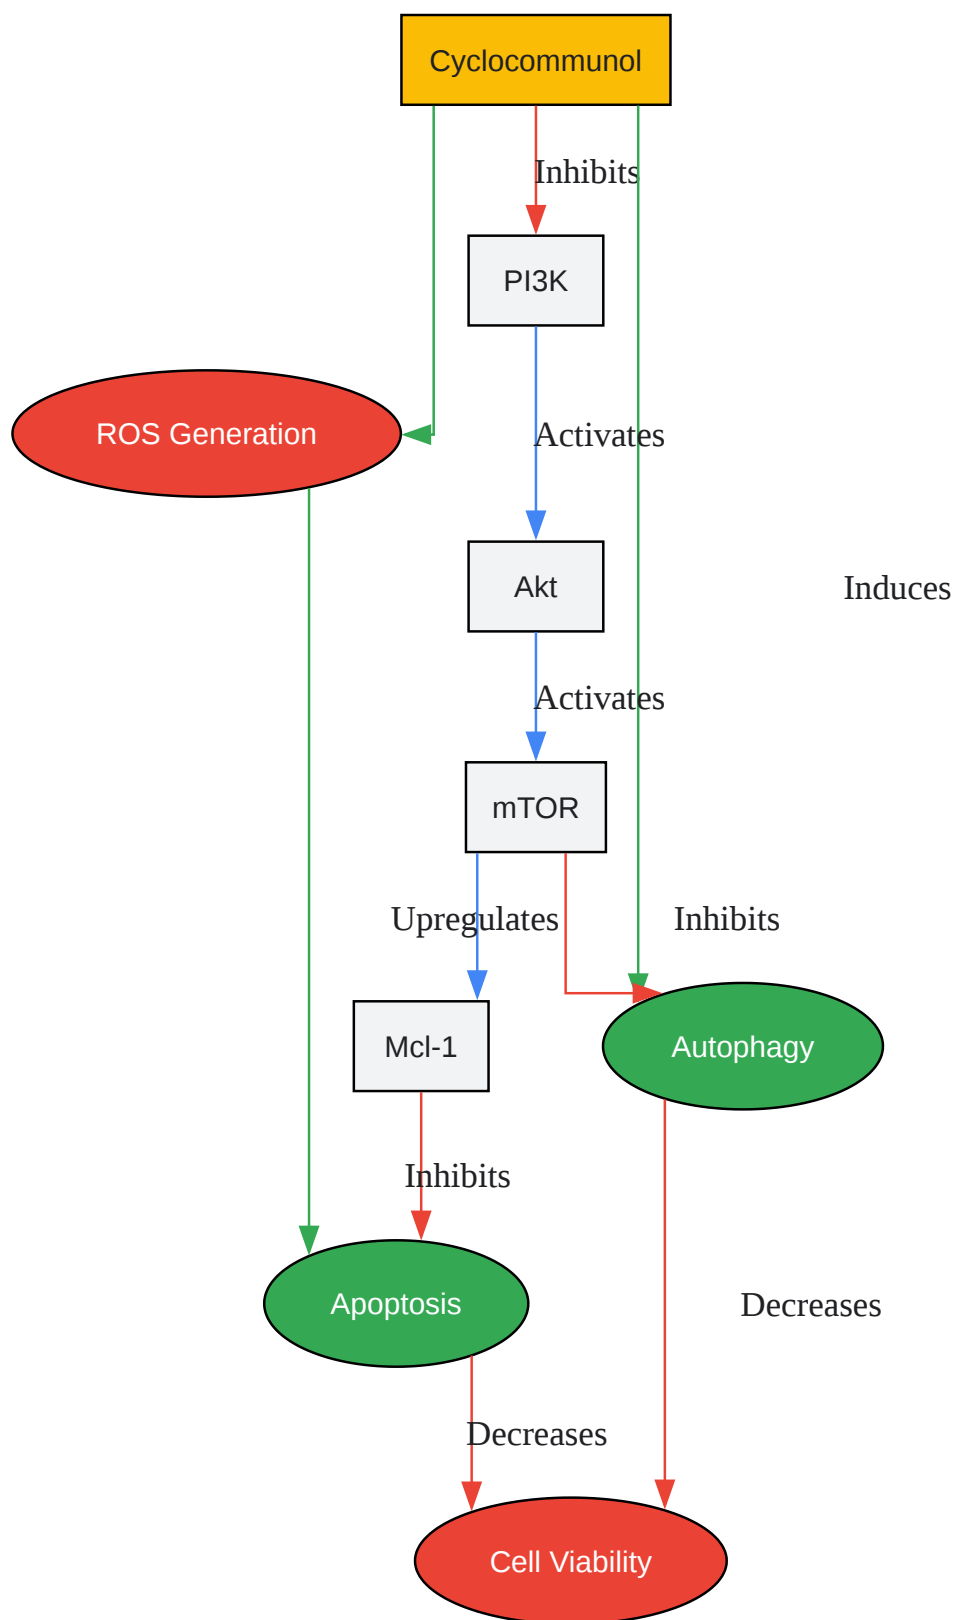 Cyclocommunol
Inhibits
PI3K
ROS Generation
Activates
Akt
Induces
Activates
mTOR
Upregulates
Inhibits
Mcl-1
Autophagy
Inhibits
Apoptosis
Decreases
Decreases
Cell Viability